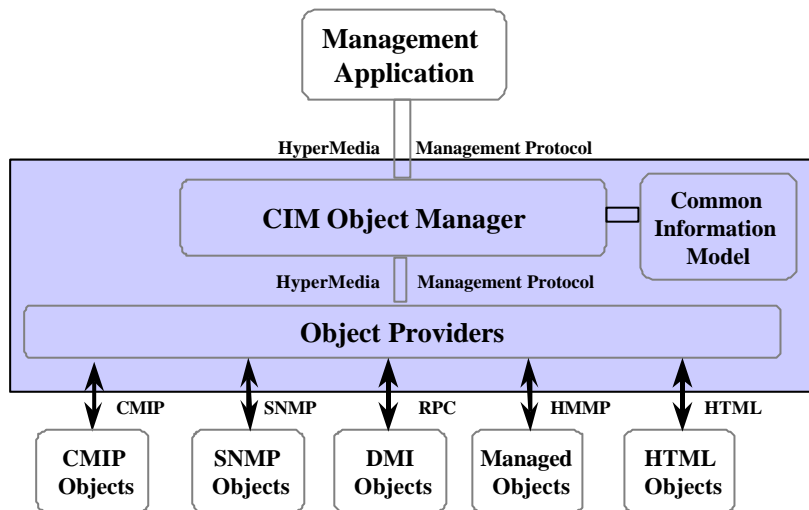 Management
Application
HyperMedia Management Protocol
CIM Object Manager
Common
Information
Model
HyperMedia Management Protocol
Object Providers
CMIP SNMP RPC HMMP HTML
CMIP
Objects
SNMP
Objects
DMI
Objects
Managed
Objects
HTML
Objects